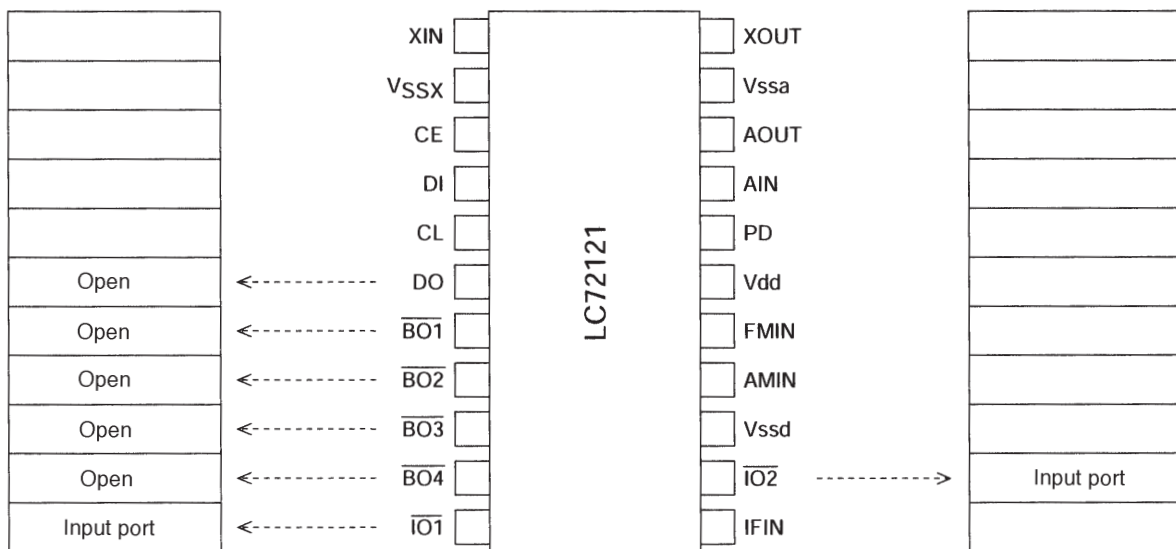 XIN XOUT
VSSX Vssa
CE AOUT
DI AIN
CL PD
Open DO Vdd
Open BO1 FMIN
Open BO2 AMIN
Open BO3 Vssd
Open BO4 IO2 Input port
Input port IO1 IFIN
LC72121